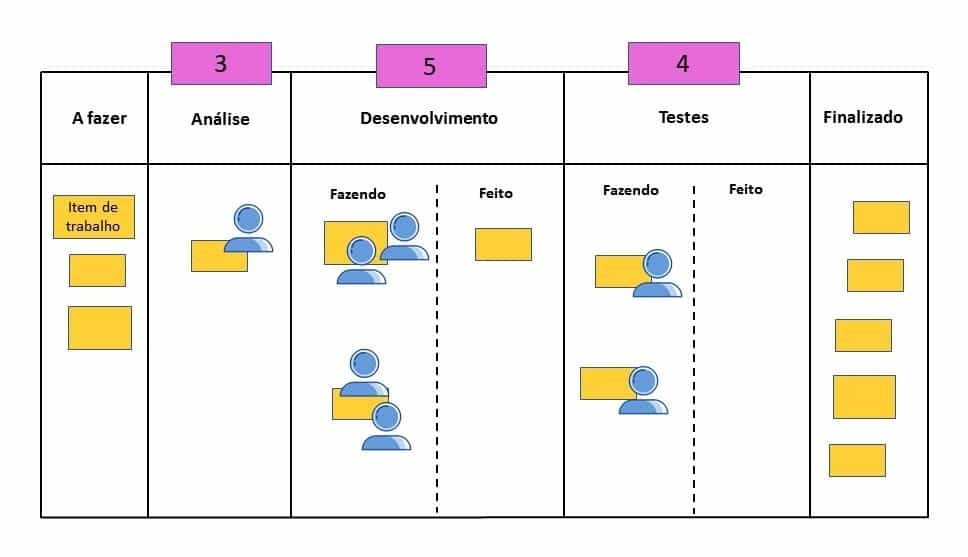 3
5
4
A fazer
Análise
Desenvolvimento
Testes
Finalizado
Fazendo
Feito
Fazendo
Feito
Item de
trabalho